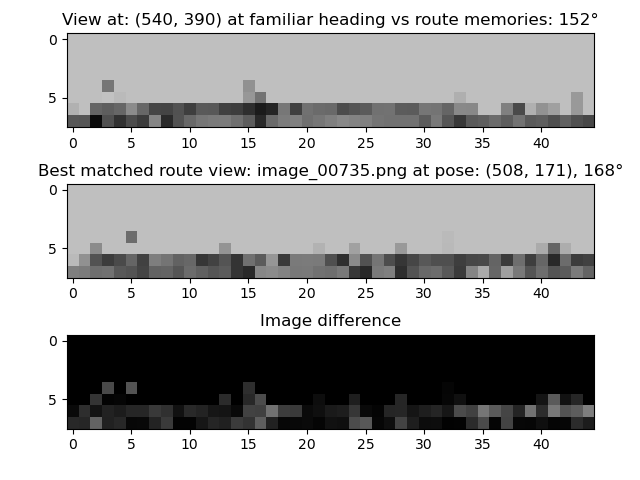 View at: (540, 390) at familiar heading vs route memories: 152°
0
5
0 5 10 15 20 25 30 35 40
Best matched route view: image_00735.png at pose: (508, 171), 168°
0
5
0 5 10 15 20 25 30 35 40
Image difference
0
5
0 5 10 15 20 25 30 35 40